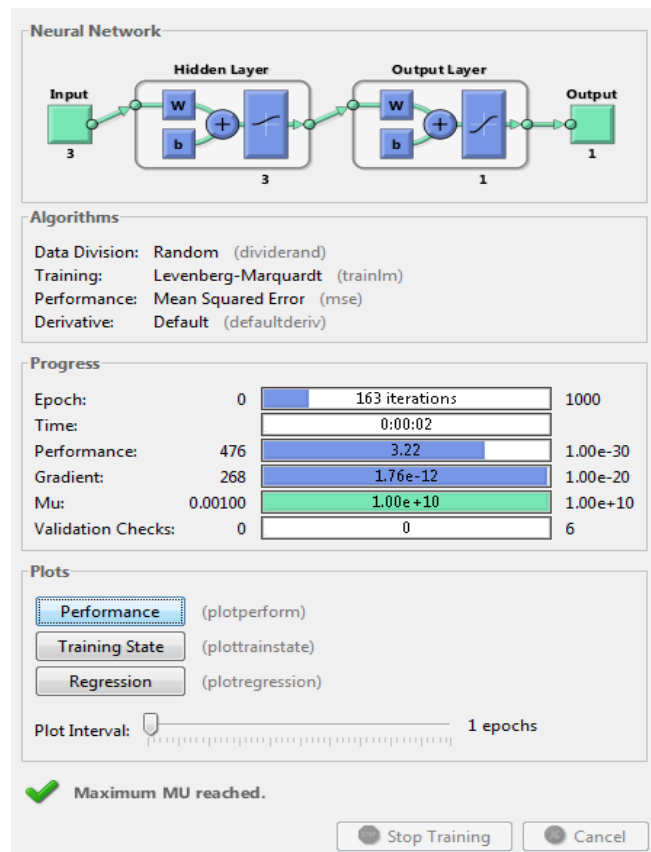 Neural Network
Hidden Layer Output Layer
Input Output
W W
+ +
b b
3 3 1 1
Algorithms
Data Division: Random (dividerand)
Training: Levenberg-Marquardt (trainlm)
Performance: Mean Squared Error (mse)
Derivative: Default (defaultderiv)
Progress
Epoch: 0 163 iterations 1000
Time: 0:00:02
Performance: 476 3.22 1.00e-30
Gradient: 268 1.76e-12 1.00e-20
Mu: 0.00100 1.00e+10 1.00e+10
Validation Checks: 0 0 6
Plots
Performance (plotperform)
Training State (plottrainstate)
Regression (plotregression)
Plot Interval: 1 epochs
Maximum MU reached.
STOP Stop Training Cancel